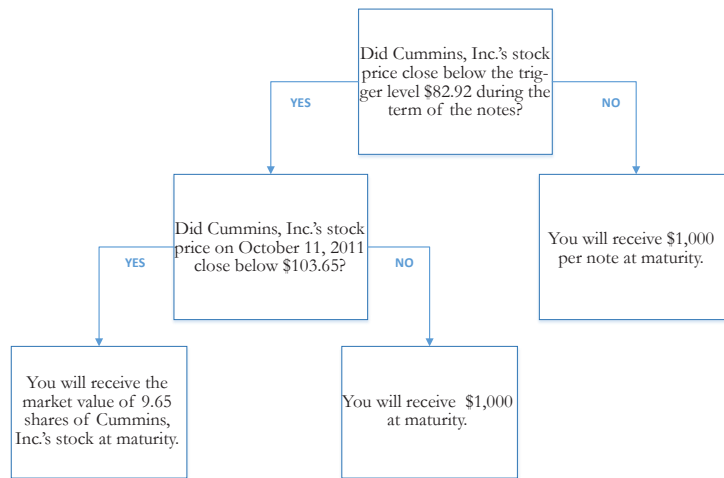 Did Cummins, Inc.'s stock
price close below the trig-
ger level $82.92 during the
term of the notes?
YES
NO
Did Cummins, Inc.'s stock
price on October 11, 2011
close below $103.65?
You will receive $1,000
per note at maturity.
YES
NO
You will receive the
market value of 9.65
shares of Cummins,
Inc.'s stock at maturity.
You will receive $1,000
at maturity.